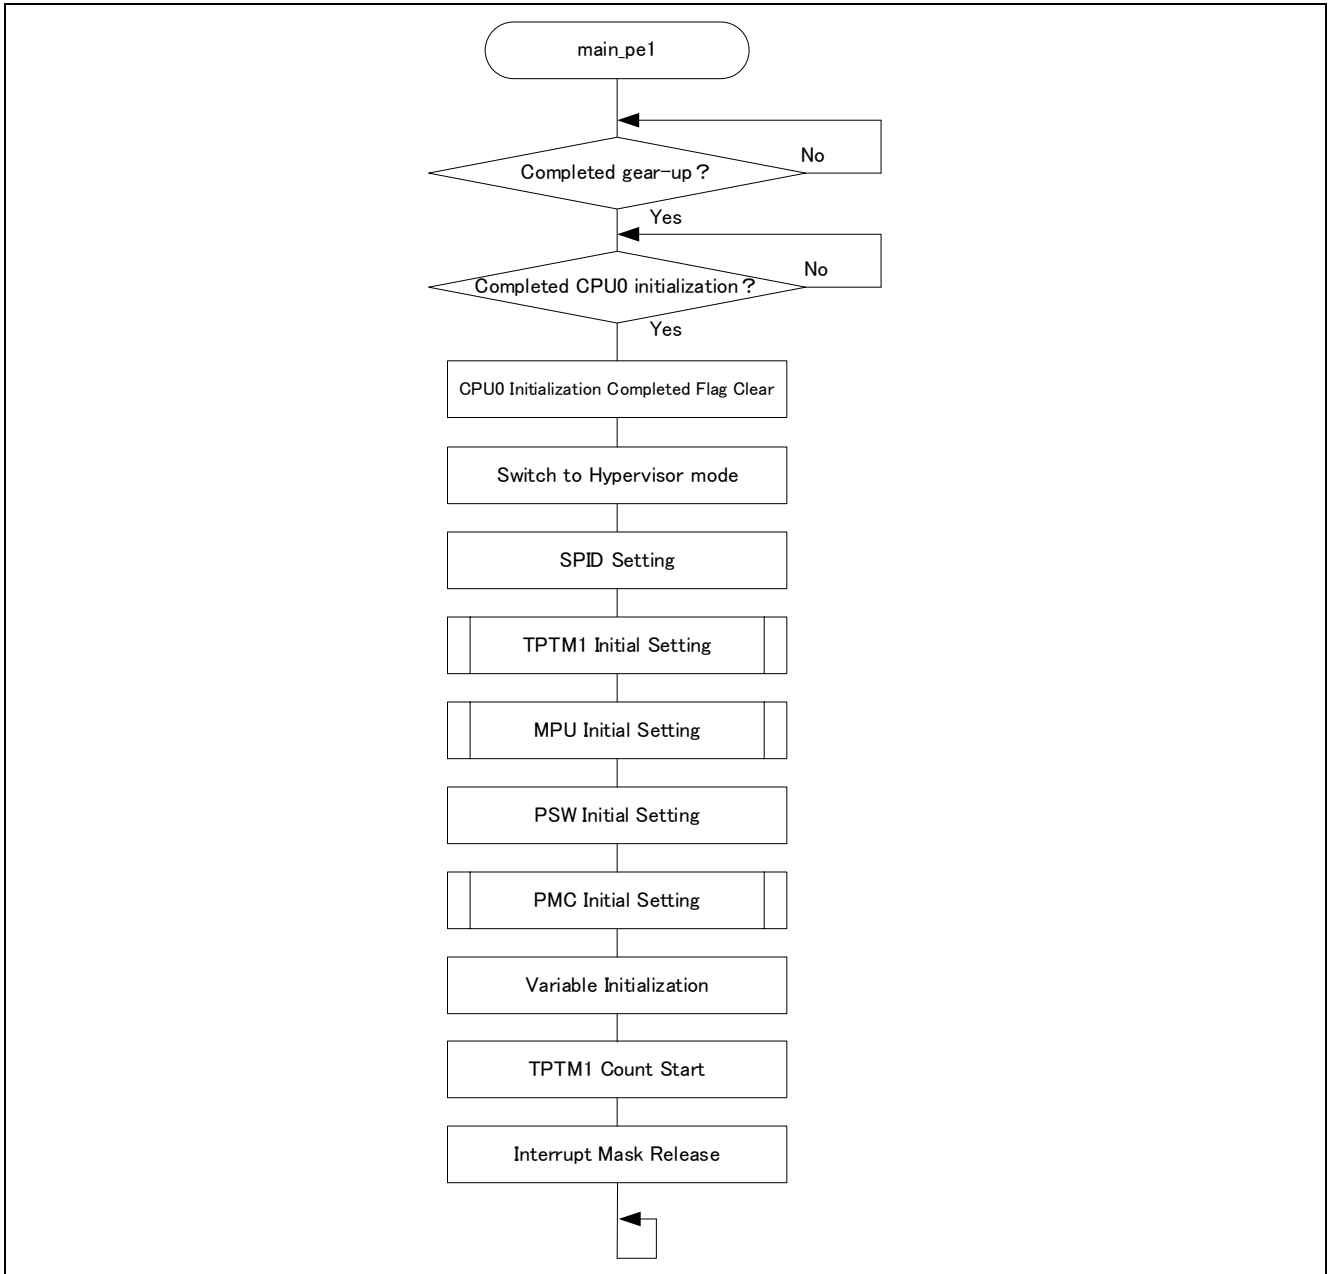 main_pe1
Completed gear-up？
No
Yes
Completed CPU0 initialization？
No
Yes
CPU0 Initialization Completed Flag Clear
Switch to Hypervisor mode
SPID Setting
TPTM1 Initial Setting
MPU Initial Setting
PSW Initial Setting
PMC Initial Setting
Variable Initialization
TPTM1 Count Start
Interrupt Mask Release